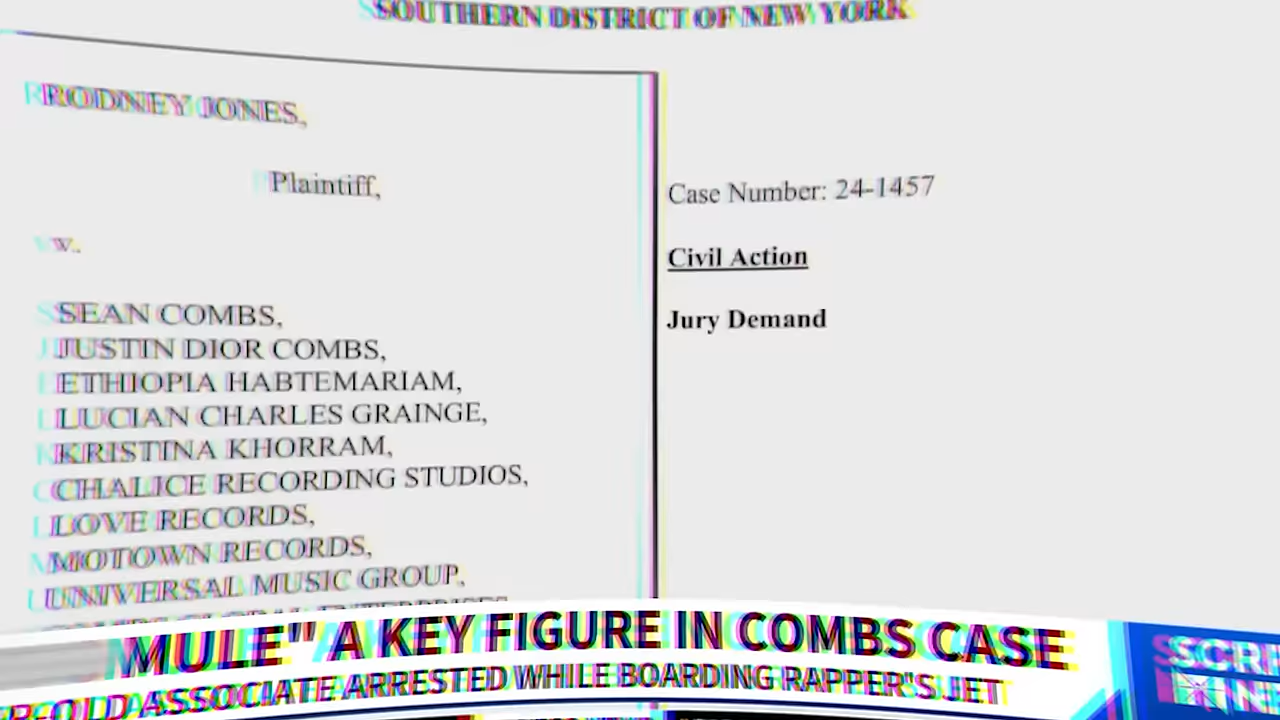 SOUTHERN DISTRICT OF NEW YORK
RODNEY JONES,
Plaintiff,
v.
SEAN COMBS,
JUSTIN DIOR COMBS,
ETHIOPIA HABTEMARIAM,
LUCIAN CHARLES GRAINGE,
KRISTINA KHORRAM,
CHALICE RECORDING STUDIOS,
LOVE RECORDS,
MOTOWN RECORDS,
UNIVERSAL MUSIC GROUP,
Case Number: 24-1457
Civil Action
Jury Demand
MULE" A KEY FIGURE IN COMBS CASE
R-OLD ASSOCIATE ARRESTED WHILE BOARDING RAPPER'S JET